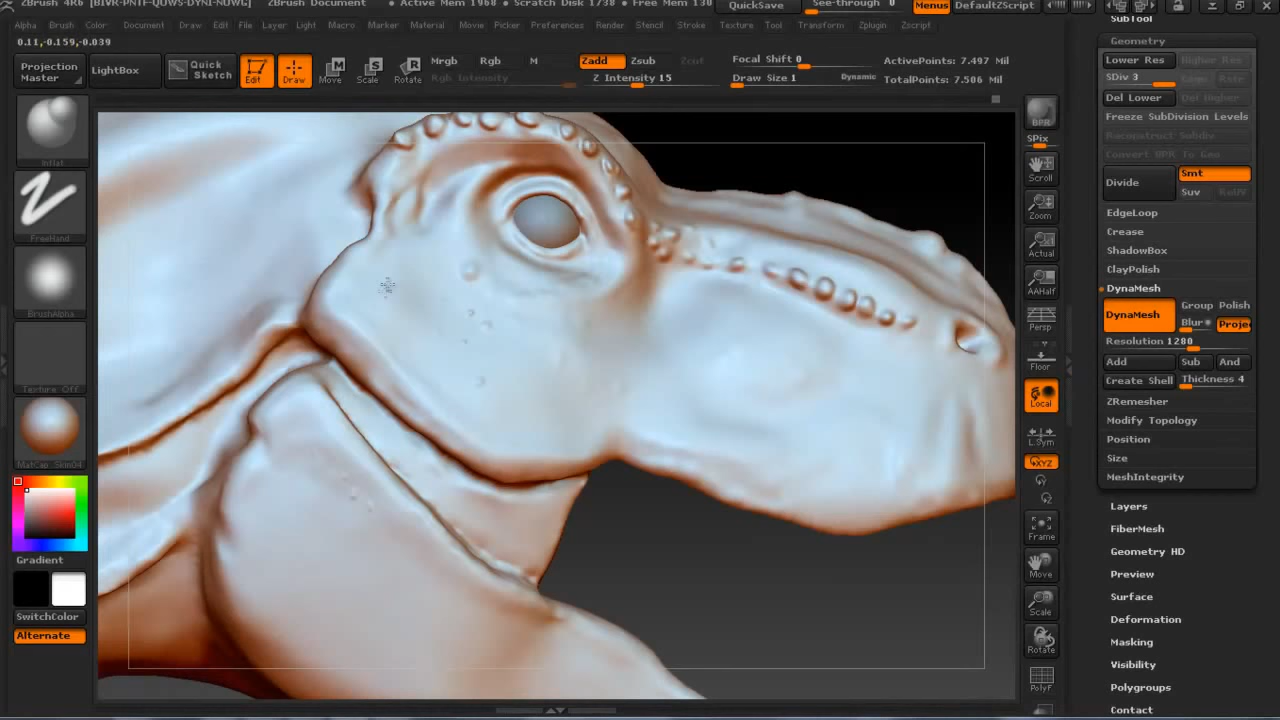 ZBrush 4R6 [BIVR-PNTF-QUWS-DYNI-NUWG] ZBrush Document • Active Mem 1968 • Scratch Disk 1738 • Free Mem 130 QuickSave See-through 0 Menus DefaultZScript
Alpha Brush Color Document Draw Edit File Layer Light Macro Marker Material Movie Picker Preferences Render Stencil Stroke Texture Tool Transform Zplugin Zscript
0.11,-0.159,-0.039
Projection Master
LightBox
Quick Sketch
Edit
Draw
Move
Scale
Rotate
Mrgb Rgb M
Rgb Intensity
Zadd Zsub Zcut
Z Intensity 15
Focal Shift 0
Draw Size 1 Dynamic
ActivePoints: 7.497 Mil
TotalPoints: 7.506 Mil
Inflat
FreeHand
BrushAlpha
Texture Off
MatCap Skin04
Gradient
SwitchColor
Alternate
BPR
SPix
Scroll
Zoom
Actual
AAHalf
Persp
Floor
Local
L.Sym
XYZ
Frame
Move
Scale
Rotate
PolyF
SubTool
Geometry
Lower Res Higher Res
SDiv 3 Cage Rstr
Del Lower Del Higher
Freeze SubDivision Levels
Reconstruct Subdiv
Convert BPR To Geo
Divide
Smt
Suv ReUV
EdgeLoop
Crease
ShadowBox
ClayPolish
DynaMesh
DynaMesh
Group Polish
Blur Proje
Resolution 1280
Add Sub And
Create Shell Thickness 4
ZRemesher
Modify Topology
Position
Size
MeshIntegrity
Layers
FiberMesh
Geometry HD
Preview
Surface
Deformation
Masking
Visibility
Polygroups
Contact